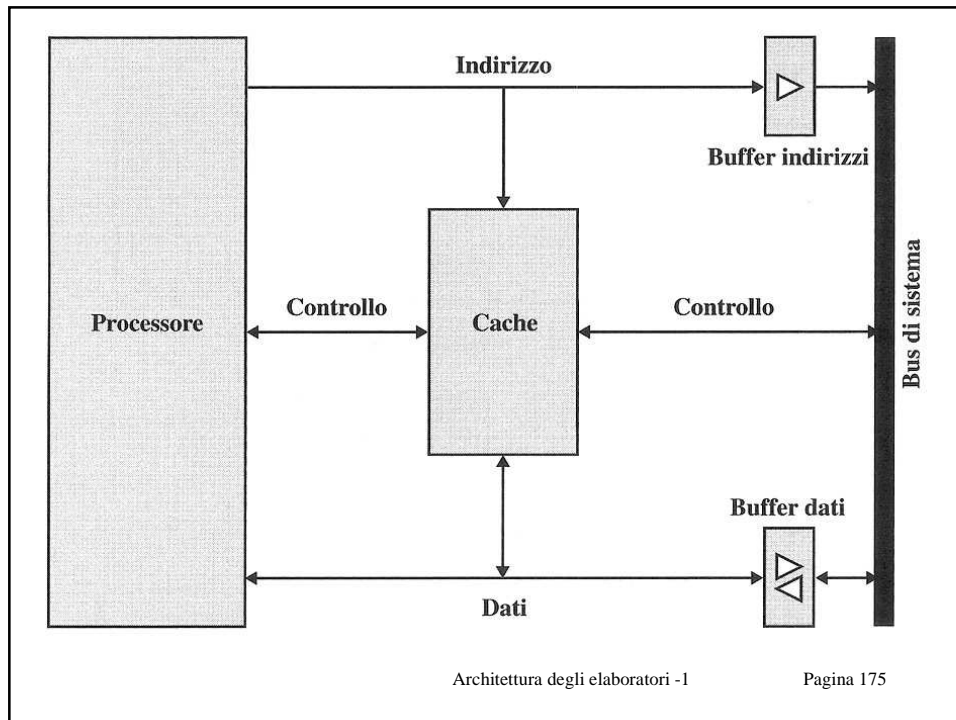 Indirizzo
Buffer indirizzi
Processore
Controllo
Cache
Controllo
Bus di sistema
Buffer dati
Dati
Architettura degli elaboratori -1
Pagina 175